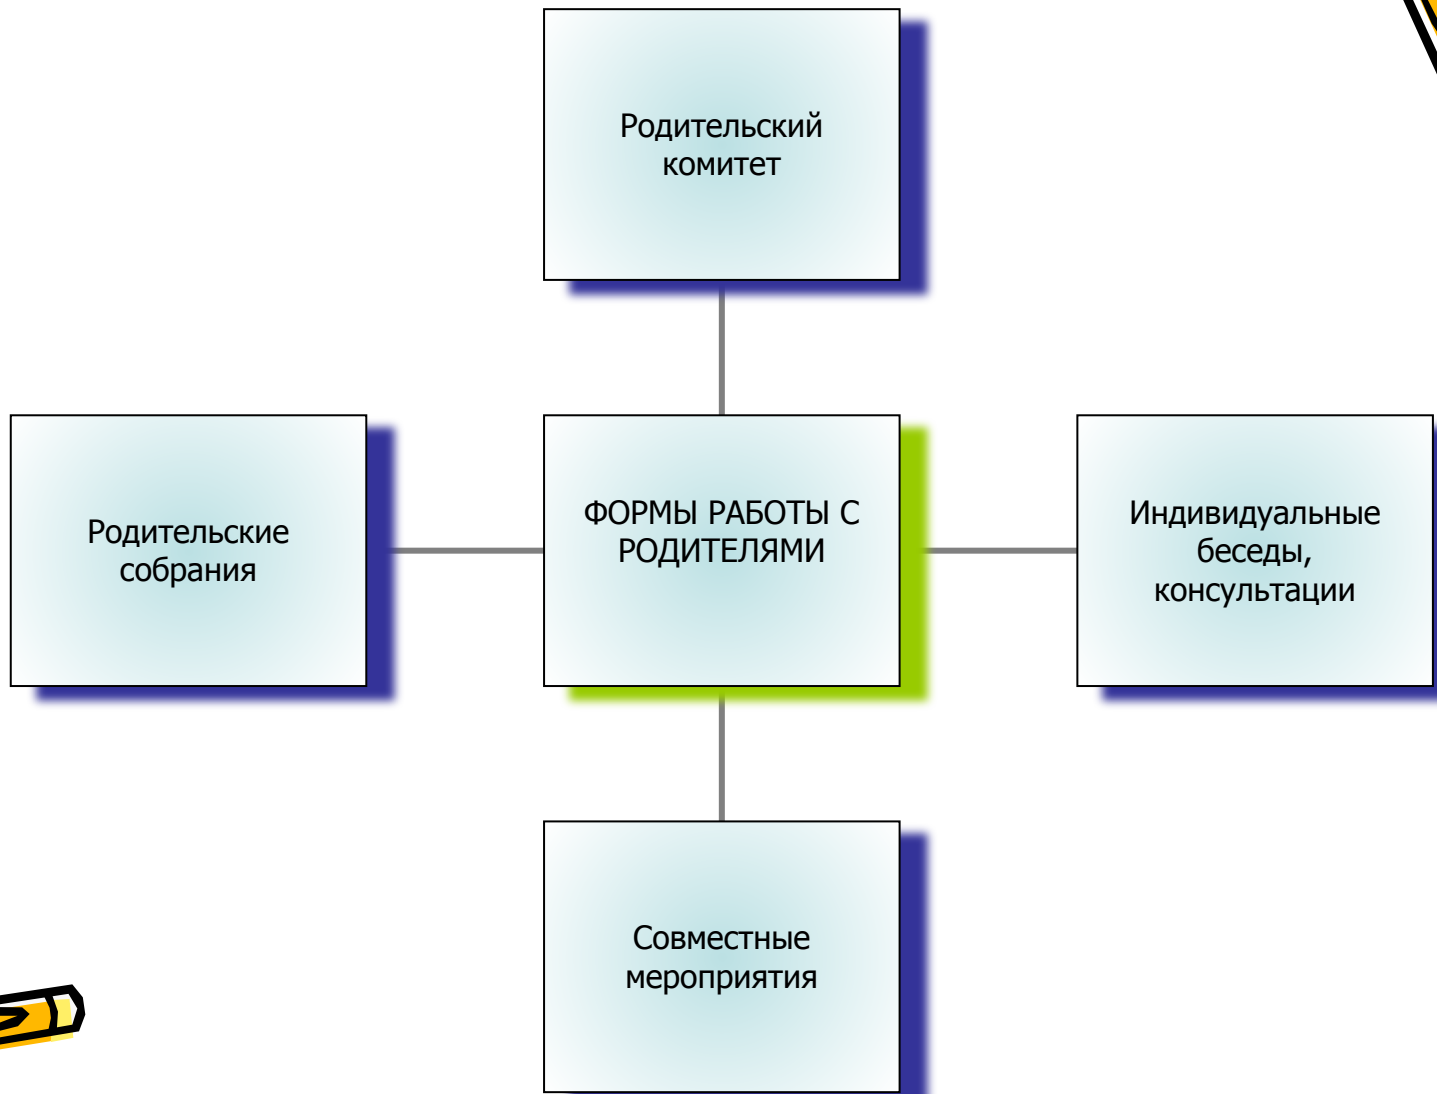 Родительский
комитет
Родительские
собрания
ФОРМЫ РАБОТЫ С
РОДИТЕЛЯМИ
Индивидуальные
беседы,
консультации
Совместные
мероприятия